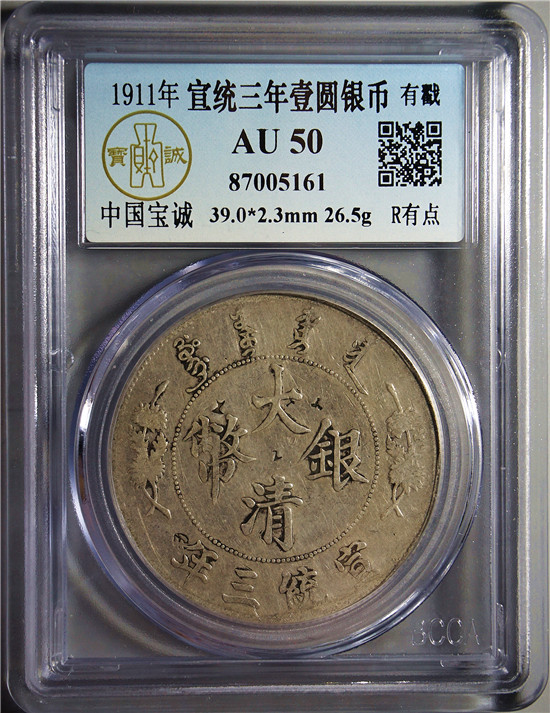 1911年 宣统三年壹圆银币 有戳
AU 50
寶 誠
87005161
中国宝诚 39.0*2.3mm 26.5g R有点
大清銀幣
宣統三年